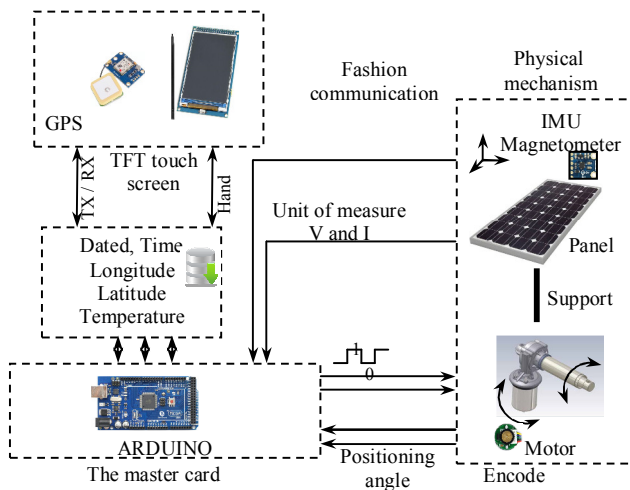 GPS
TFT touch
screen
TX / RX
Hand
Dated, Time
Longitude
Latitude
Temperature
ARDUINO
The master card
Fashion
communication
Unit of measure
V and I
1
0
Positioning
angle
Physical
mechanism
IMU
Magnetometer
Panel
Support
Motor
Encode